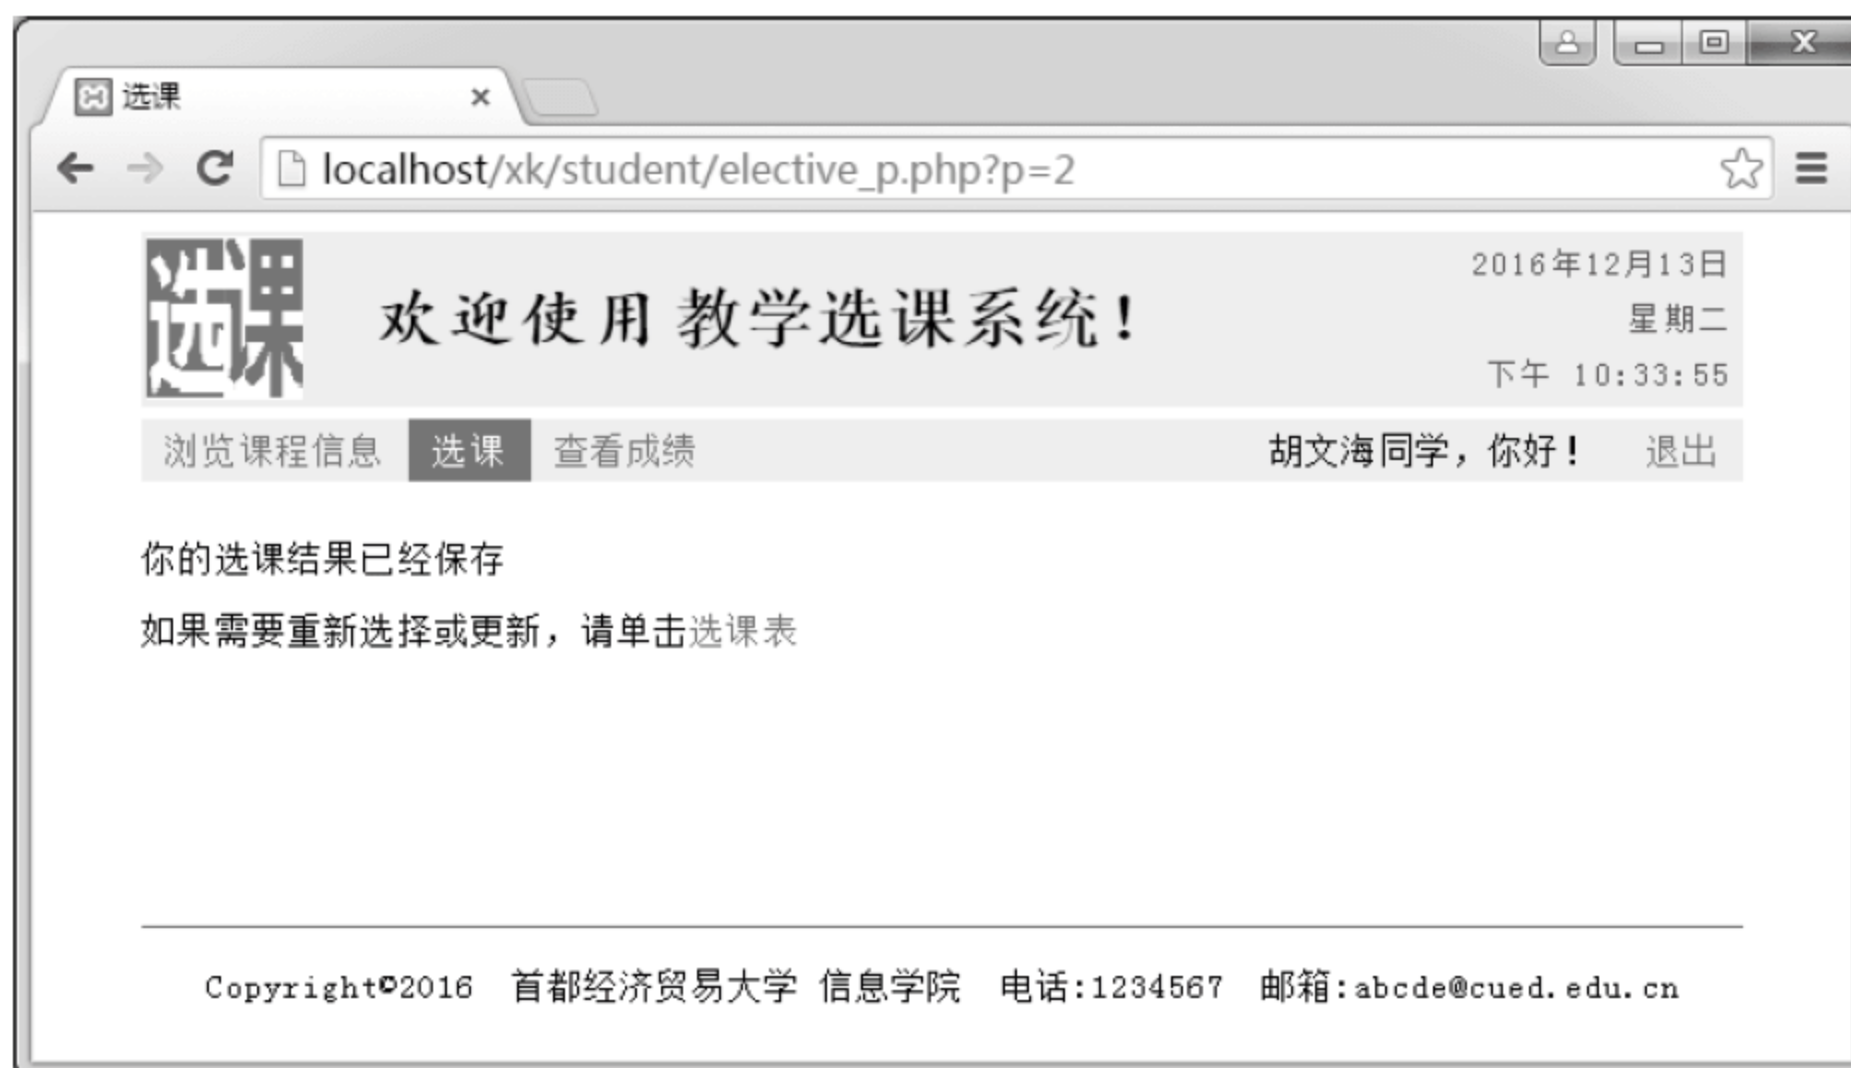 选课
localhost/xk/student/elective_p.php?p=2
选课
欢迎使用 教学选课系统！
2016年12月13日
星期二
下午 10:33:55
浏览课程信息 选课 查看成绩 胡文海同学，你好！ 退出
你的选课结果已经保存
如果需要重新选择或更新，请单击选课表
Copyright©2016 首都经济贸易大学 信息学院 电话:1234567 邮箱:abcde@cued.edu.cn